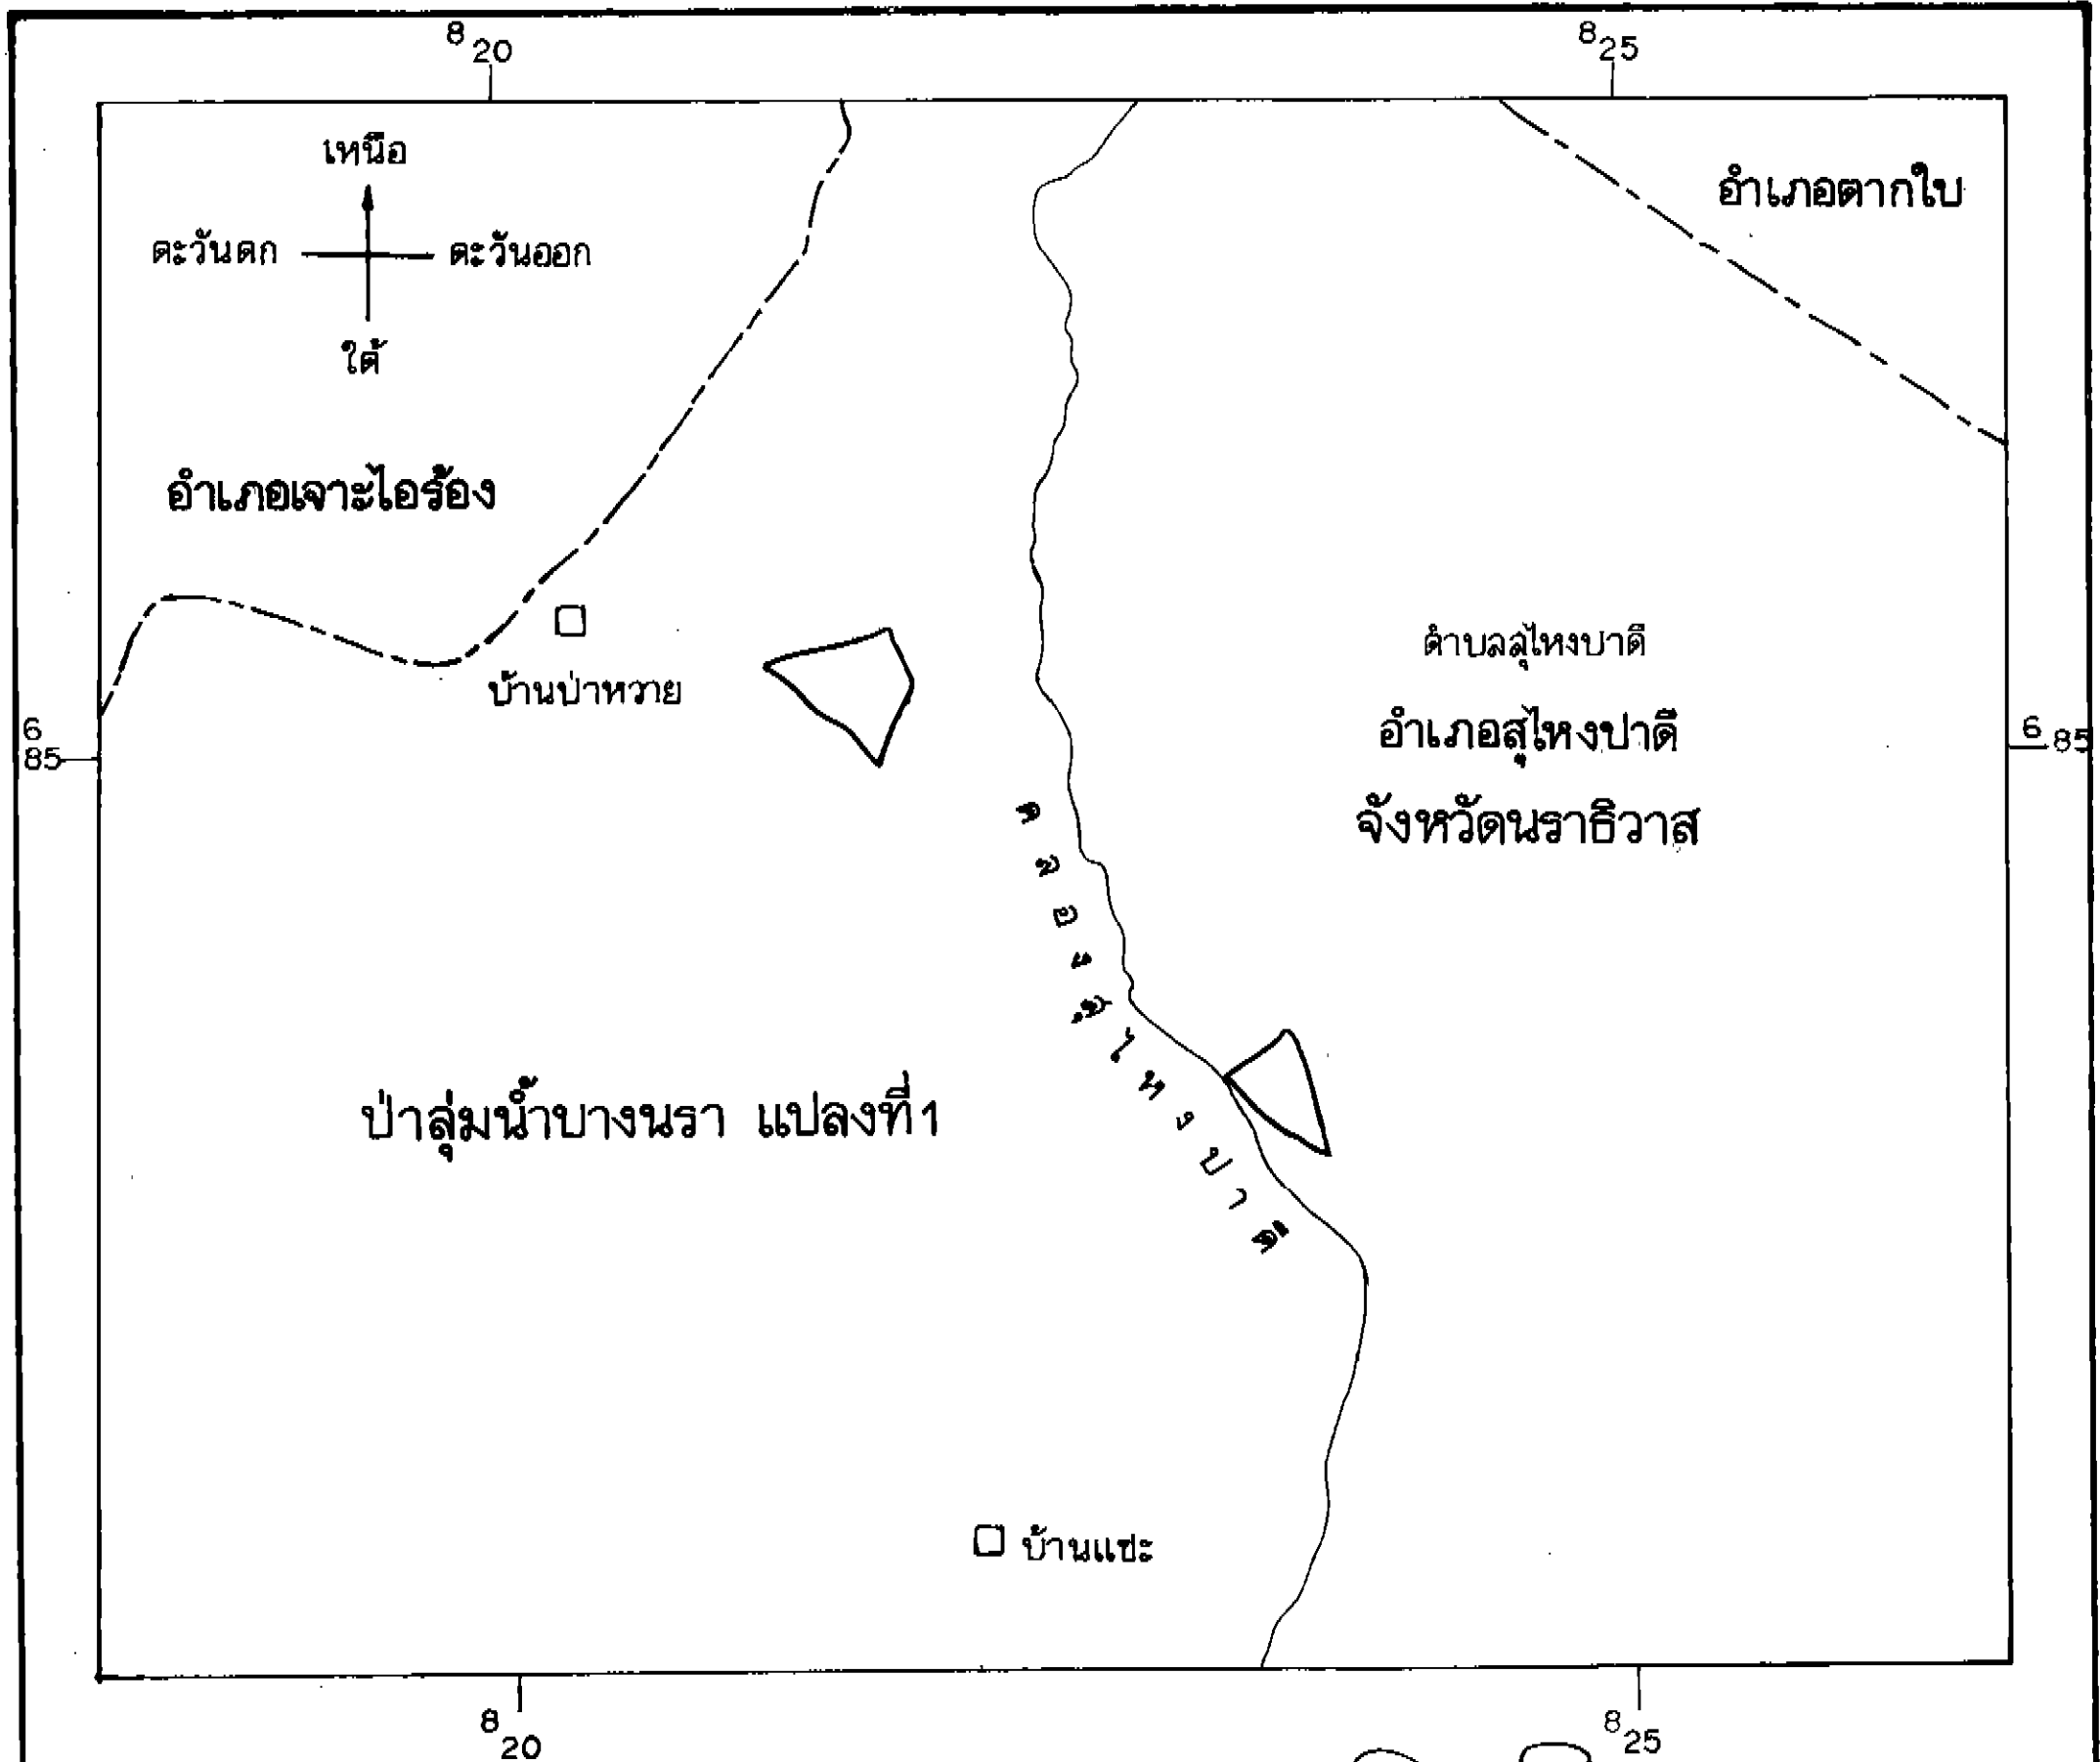 8 20
8 25
เหนือ
อำเภอตากใบ
ตะวันตก
ตะวันออก
ใต้
อำเภอเจาะไอร้อง
ตำบลสุไหงปาดี
บ้านป่าหวาย
อำเภอสุไหงปาดี
6 85
6 85
จังหวัดนราธิวาส
คลองสุไหงปาดี
ป่าลุ่มน้ำบางนรา แปลงที่1
บ้านแซะ
8 20
8 25